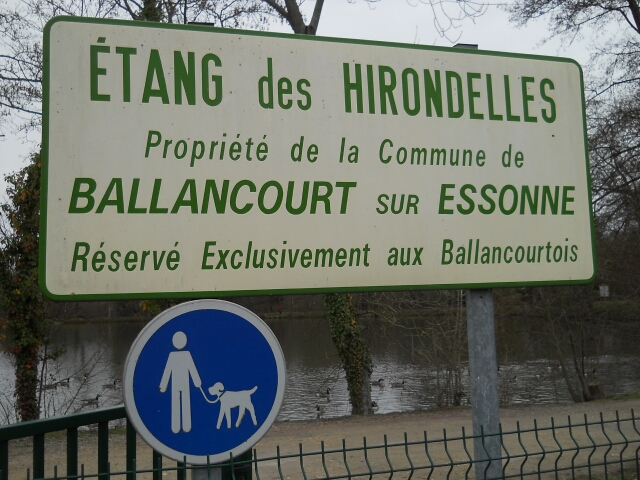 ÉTANG des HIRONDELLES
Propriété de la Commune de
BALLANCOURT SUR ESSONNE
Réservé Exclusivement aux Ballancourtois